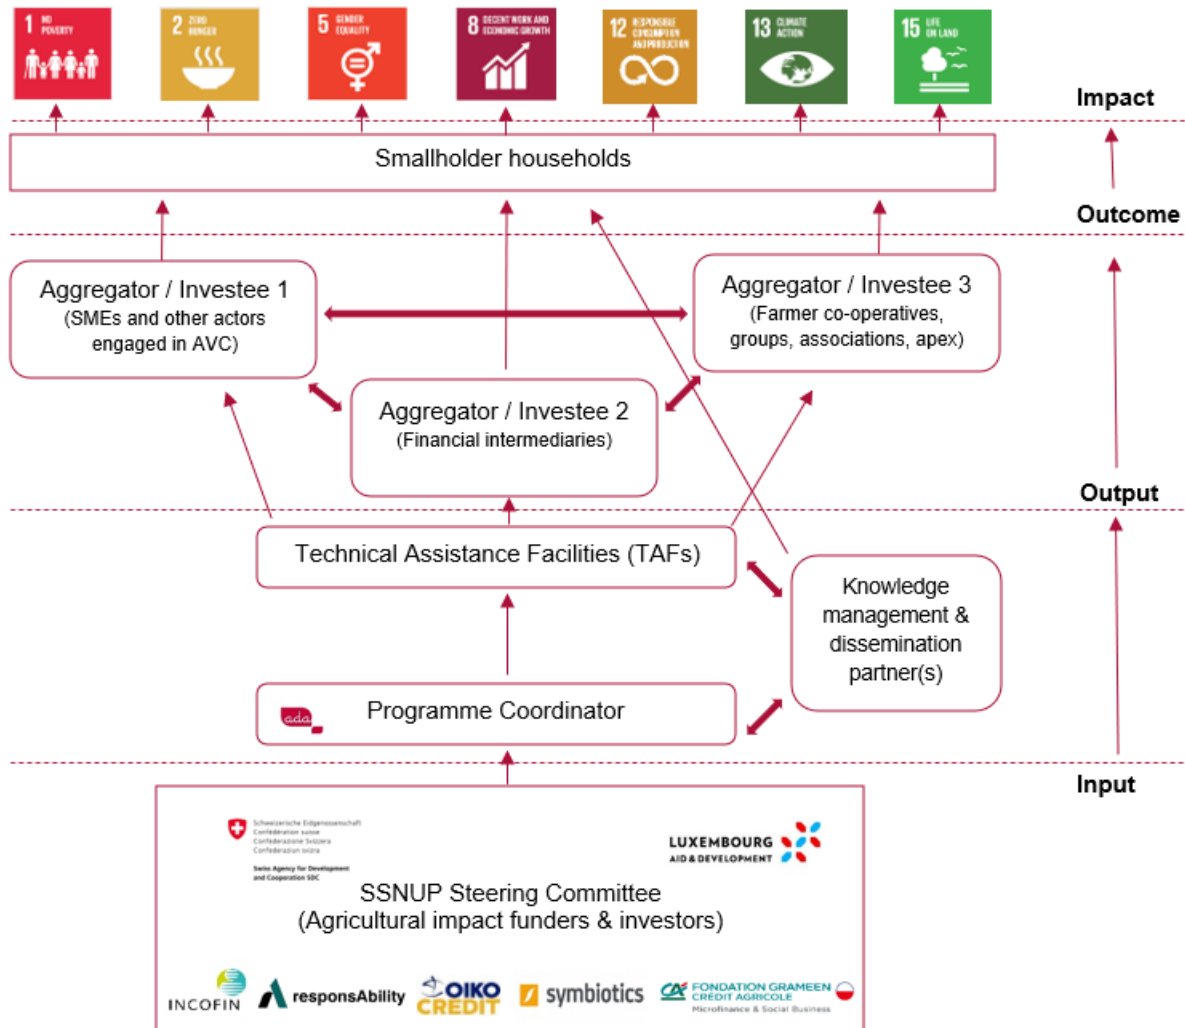 1 NO POVERTY
2 ZERO HUNGER
5 GENDER EQUALITY
8 DECENT WORK AND ECONOMIC GROWTH
12 RESPONSIBLE CONSUMPTION AND PRODUCTION
13 CLIMATE ACTION
15 LIFE ON LAND
Impact
Smallholder households
Outcome
Aggregator / Investee 1
(SMEs and other actors
engaged in AVC)
Aggregator / Investee 3
(Farmer co-operatives,
groups, associations, apex)
Aggregator / Investee 2
(Financial intermediaries)
Output
Technical Assistance Facilities (TAFs)
Knowledge
management &
dissemination
partner(s)
ada
Programme Coordinator
Input
Schweizerische Eidgenossenschaft
Confédération suisse
Confederazione Svizzera
Confederaziun svizra
Swiss Agency for Development
and Cooperation SDC
LUXEMBOURG
AID & DEVELOPMENT
SSNUP Steering Committee
(Agricultural impact funders & investors)
INCOFIN
responsAbility
OIKO
CREDIT
symbiotics
CA FONDATION GRAMEEN
CRÉDIT AGRICOLE
Microfinance & Social Business